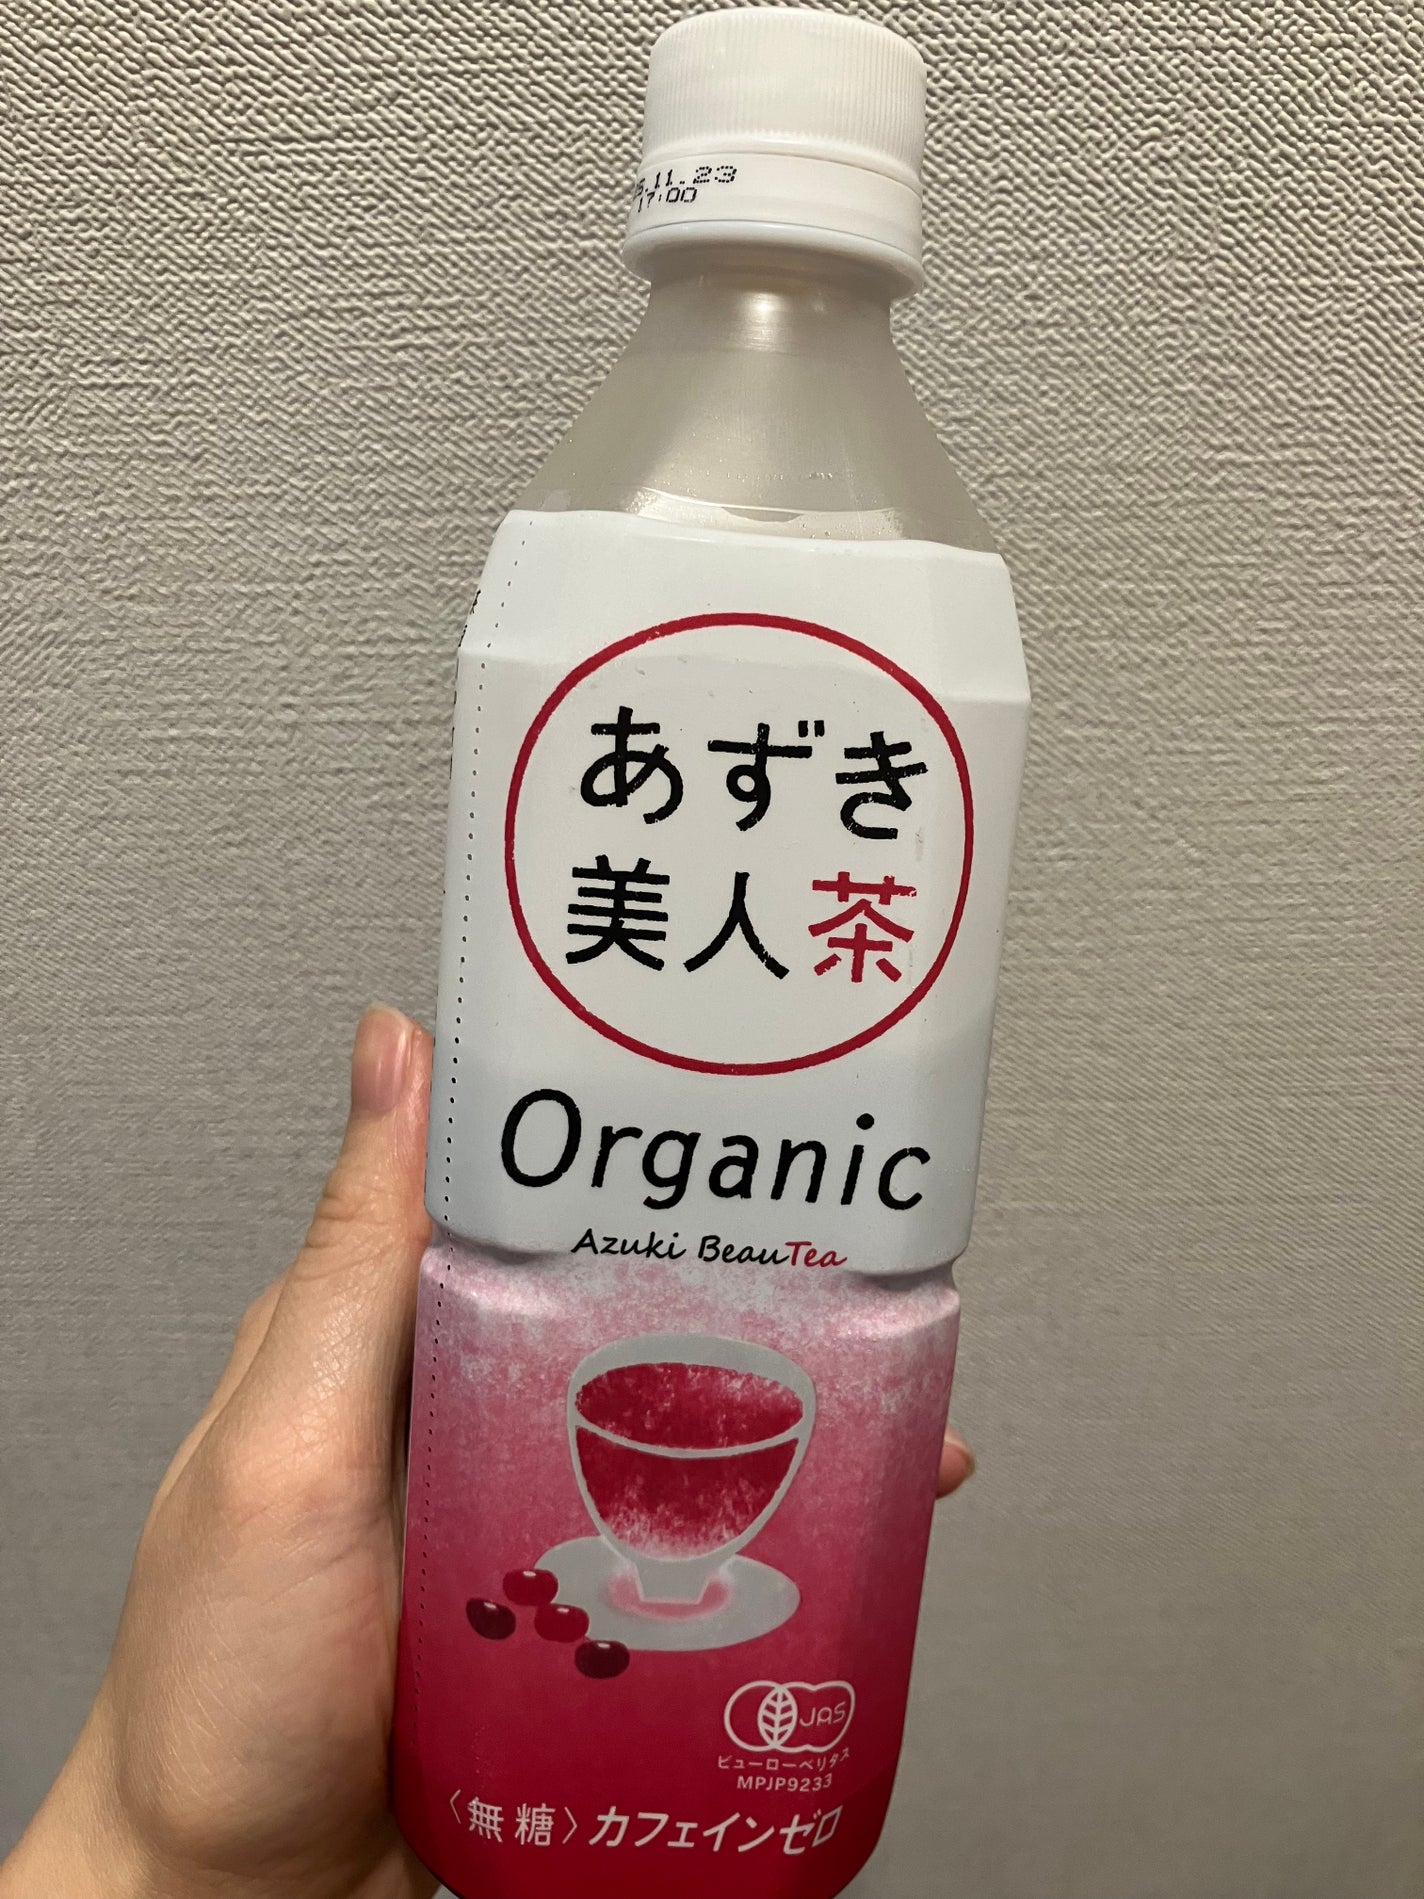 .11.23
17:00
あずき
美人茶
Organic
Azuki BeauTea
JAS
ビューローベリタス
MPJP9233
〈無糖〉カフェインゼロ